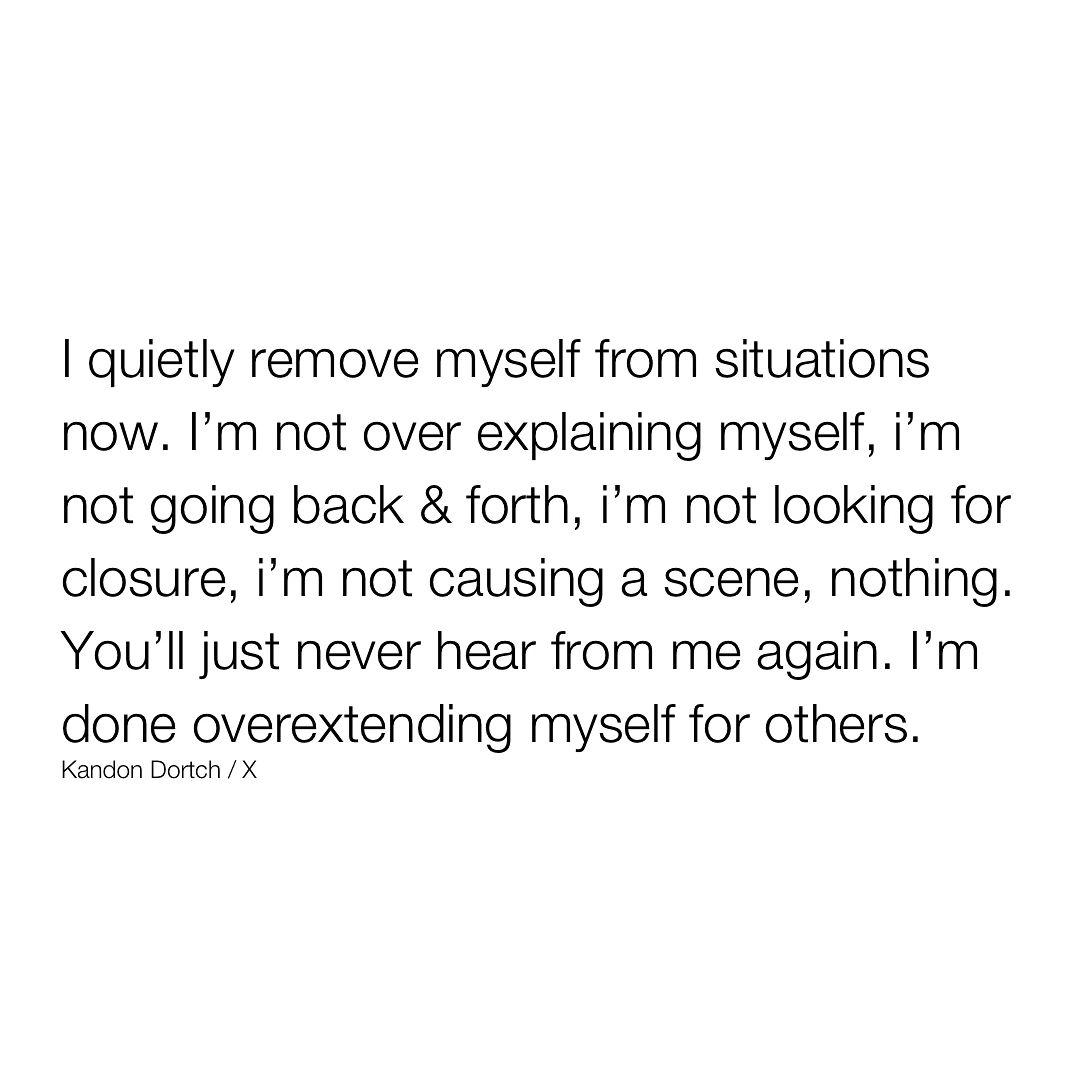 I quietly remove myself from situations
now. I’m not over explaining myself, i’m
not going back & forth, i’m not looking for
closure, i’m not causing a scene, nothing.
You’ll just never hear from me again. I’m
done overextending myself for others.
Kandon Dortch / X